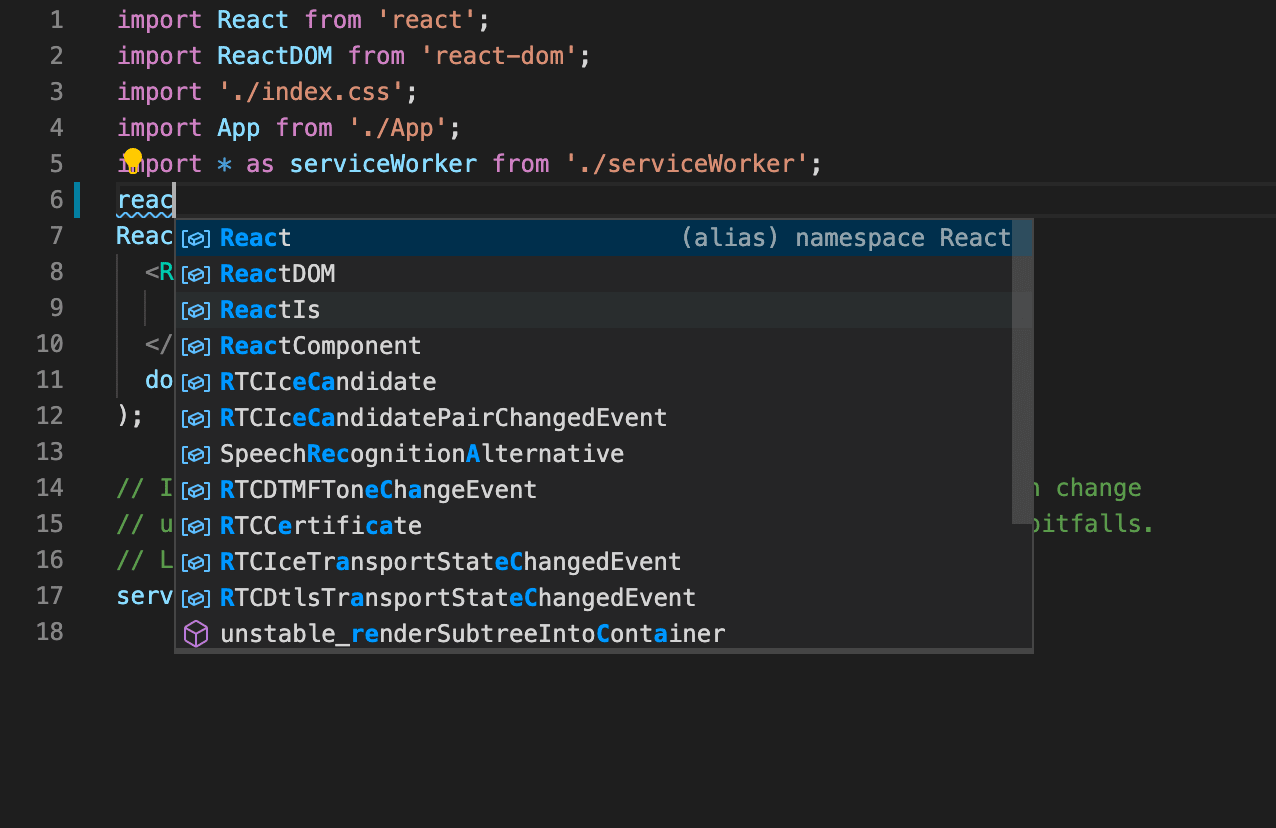 1 import React from 'react';
2 import ReactDOM from 'react-dom';
3 import './index.css';
4 import App from './App';
5 import * as serviceWorker from './serviceWorker';
6 reac
7 Reac
React (alias) namespace React
8 <R
ReactDOM
9
ReactIs
10 </
ReactComponent
11 do
RTCIceCandidate
12 );
RTCIceCandidatePairChangedEvent
13
SpeechRecognitionAlternative
14 // I
RTCDTMFToneChangeEvent
change
15 // u
RTCCertificate
pitfalls.
16 // L
RTCIceTransportStateChangedEvent
17 serv
RTCDtlsTransportStateChangedEvent
18
unstable_renderSubtreeIntoContainer